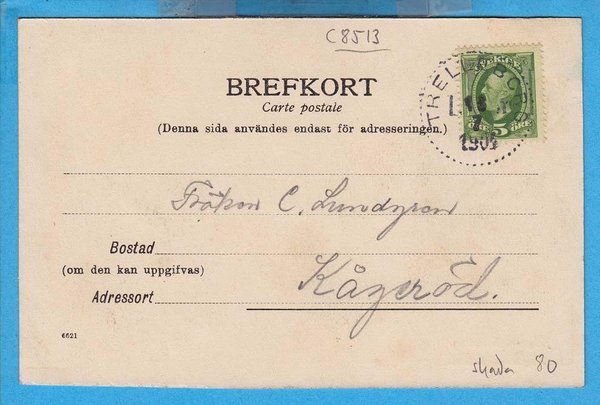 C8513
BREFKORT
Carte postale
(Denna sida användes endast för adresseringen.)
SVERIGE
5 ÖRE
TRELLEBORG
1904
Fröken C. Lundgren
Bostad
(om den kan uppgifvas)
Kågeröd.
Adressort
6621
skada 80